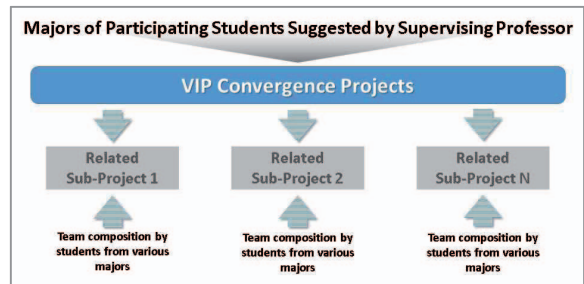 Majors of Participating Students Suggested by Supervising Professor
VIP Convergence Projects
Related
Sub-Project 1
Related
Sub-Project 2
Related
Sub-Project N
Team composition by
students from various
majors
Team composition by
students from various
majors
Team composition by
students from various
majors